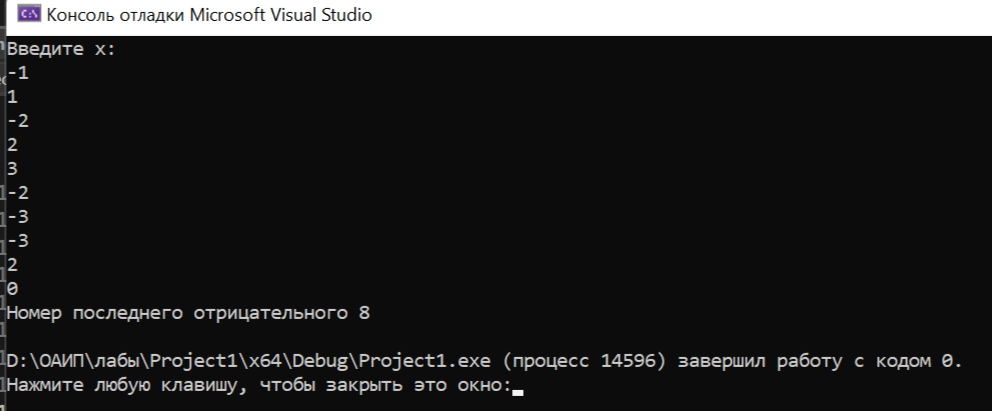 Консоль отладки Microsoft Visual Studio
Введите x:
-1
1
-2
2
3
-2
-3
-3
2
0
Номер последнего отрицательного 8
D:\ОАИП\лабы\Project1\x64\Debug\Project1.exe (процесс 14596) завершил работу с кодом 0.
Нажмите любую клавишу, чтобы закрыть это окно: